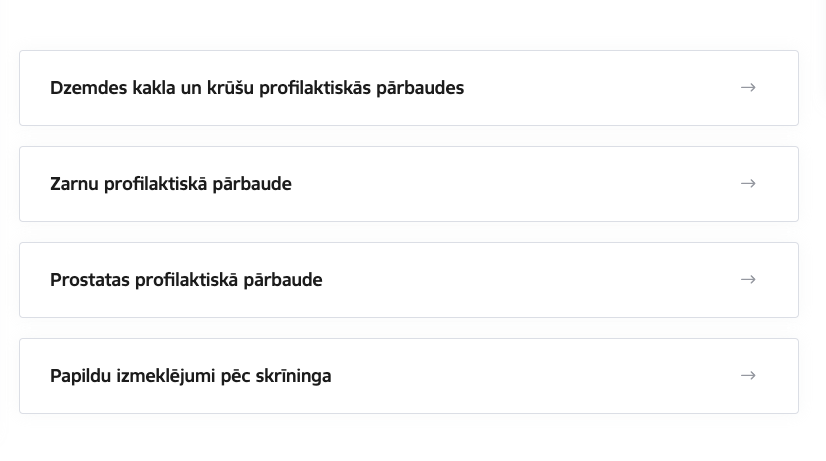 Dzemdes kakla un krūšu profilaktiskās pārbaudes →
Zarnu profilaktiskā pārbaude →
Prostatas profilaktiskā pārbaude →
Papildu izmeklējumi pēc skrīninga →